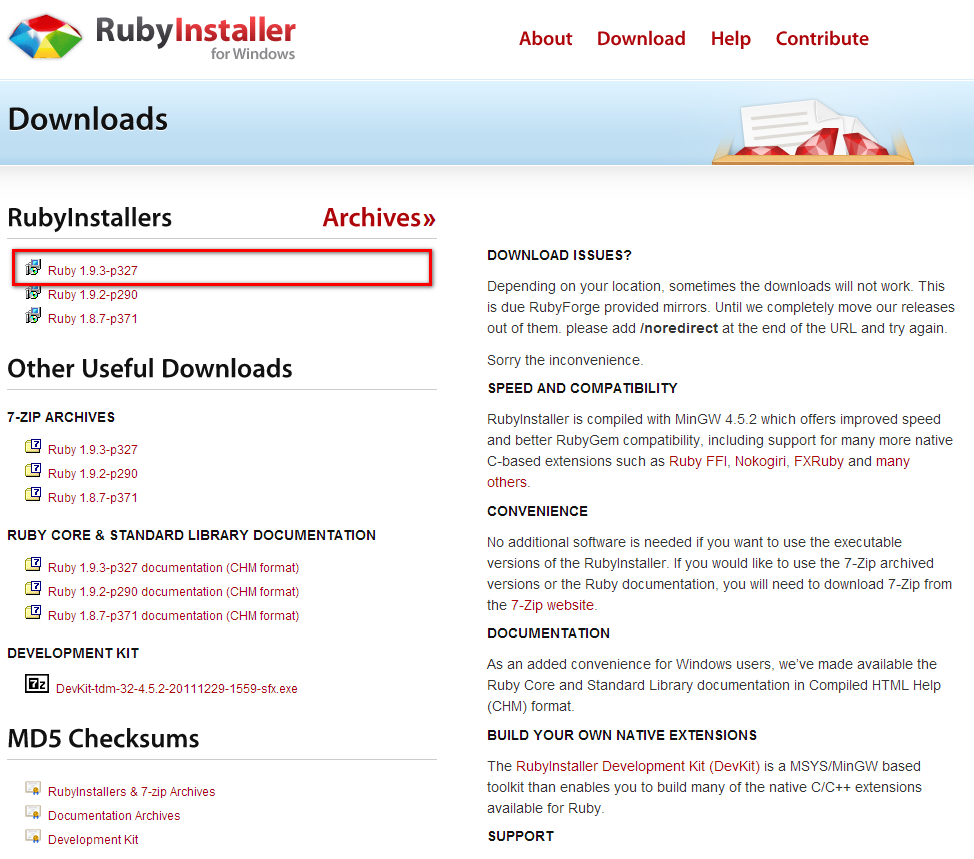 RubyInstaller
for Windows
About Download Help Contribute
Downloads
RubyInstallers Archives»
Ruby 1.9.3-p327
Ruby 1.9.2-p290
Ruby 1.8.7-p371
Other Useful Downloads
7-ZIP ARCHIVES
Ruby 1.9.3-p327
Ruby 1.9.2-p290
Ruby 1.8.7-p371
RUBY CORE & STANDARD LIBRARY DOCUMENTATION
Ruby 1.9.3-p327 documentation (CHM format)
Ruby 1.9.2-p290 documentation (CHM format)
Ruby 1.8.7-p371 documentation (CHM format)
DEVELOPMENT KIT
7z DevKit-tdm-32-4.5.2-20111229-1559-sfx.exe
MD5 Checksums
RubyInstallers & 7-zip Archives
Documentation Archives
Development Kit
DOWNLOAD ISSUES?
Depending on your location, sometimes the downloads will not work. This
is due RubyForge provided mirrors. Until we completely move our releases
out of them. please add /noredirect at the end of the URL and try again.
Sorry the inconvenience.
SPEED AND COMPATIBILITY
RubyInstaller is compiled with MinGW 4.5.2 which offers improved speed
and better RubyGem compatibility, including support for many more native
C-based extensions such as Ruby FFI, Nokogiri, FXRuby and many
others.
CONVENIENCE
No additional software is needed if you want to use the executable
versions of the RubyInstaller. If you would like to use the 7-Zip archived
versions or the Ruby documentation, you will need to download 7-Zip from
the 7-Zip website.
DOCUMENTATION
As an added convenience for Windows users, we've made available the
Ruby Core and Standard Library documentation in Compiled HTML Help
(CHM) format.
BUILD YOUR OWN NATIVE EXTENSIONS
The RubyInstaller Development Kit (DevKit) is a MSYS/MinGW based
toolkit than enables you to build many of the native C/C++ extensions
available for Ruby.
SUPPORT